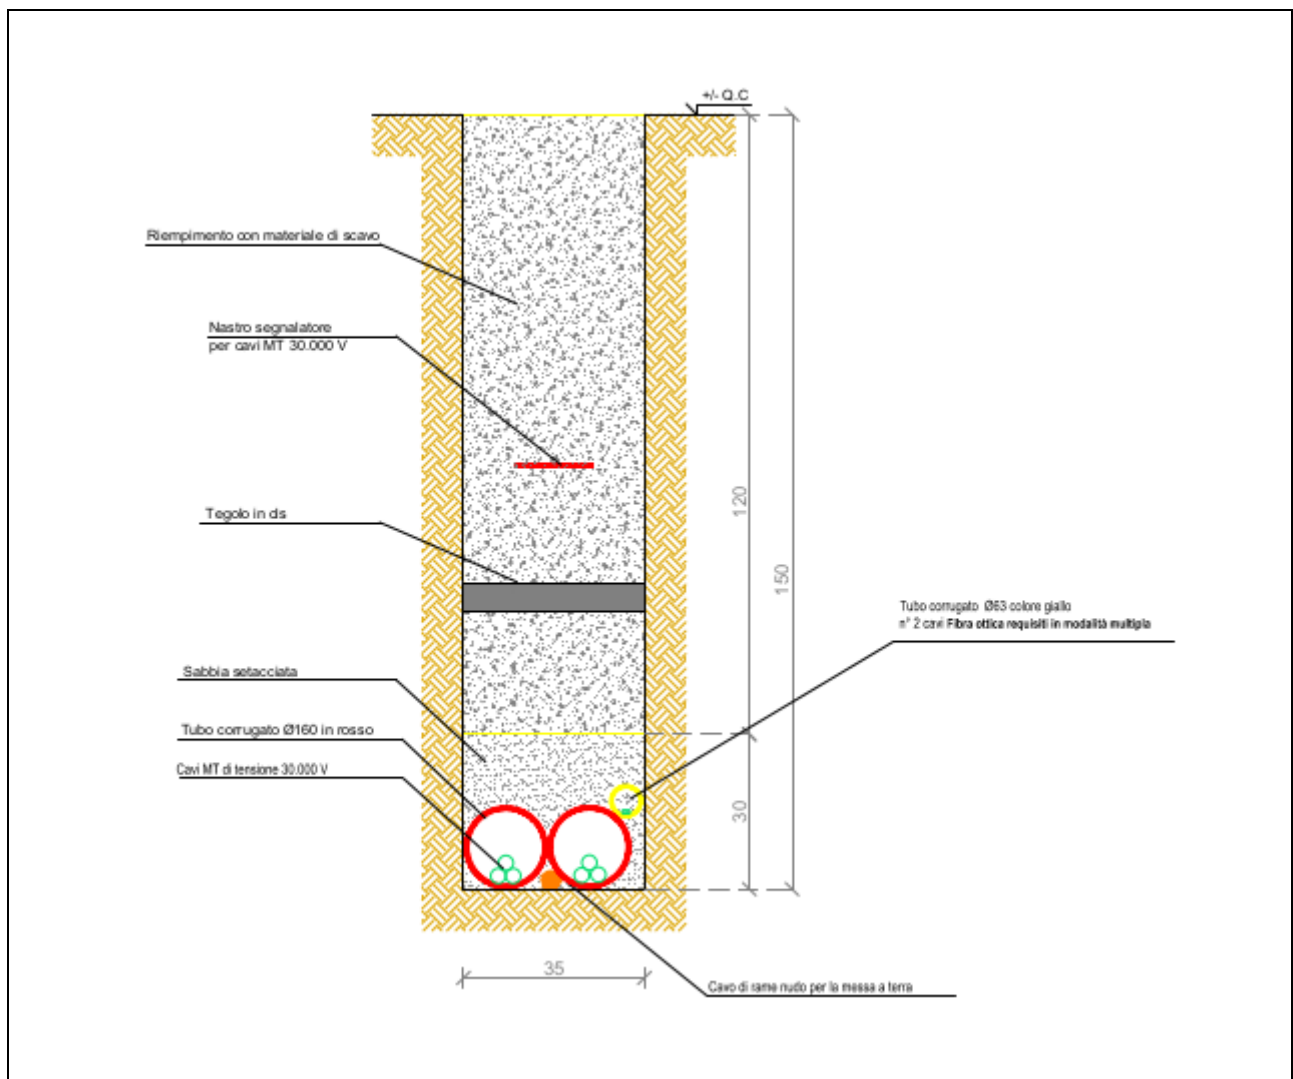 +/- Q.C
Riempimento con materiale di scavo
Nastro segnalatore
per cavi MT 30.000 V
120
Tegolo in cls
150
Tubo corrugato Ø63 colore giallo
n° 2 cavi Fibra ottica requisiti in modalità multipla
Sabbia setacciata
Tubo corrugato Ø160 in rosso
Cavi MT di tensione 30.000 V
30
35
Cavo di rame nudo per la messa a terra